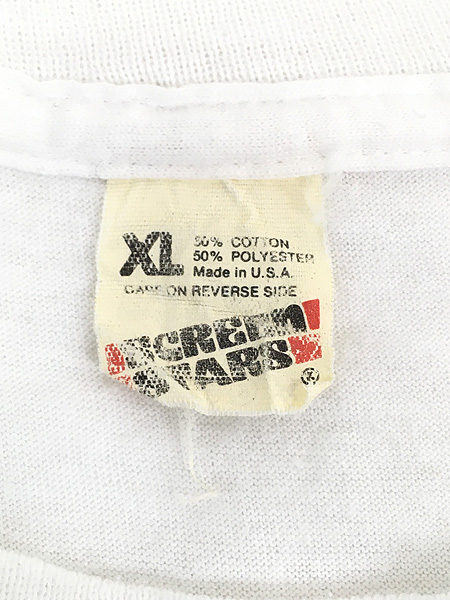 XL
50% COTTON
50% POLYESTER
Made in U.S.A.
CARE ON REVERSE SIDE
SCREEN
STARS